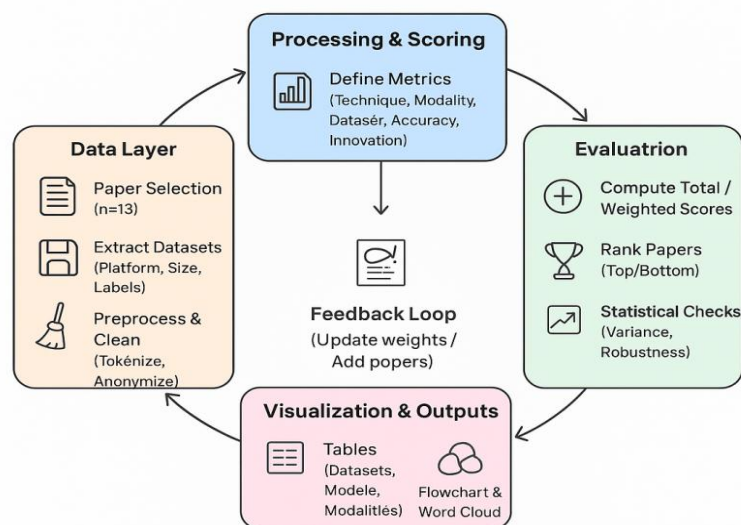 Processing & Scoring
Define Metrics
(Technique, Modality,
Datasér, Accuracy,
Innovation)
Data Layer
Paper Selection
(n=13)
Extract Datasets
(Platform, Size,
Labels)
Preprocess &
Clean
(Tokénize,
Anonymize)
Evaluatrion
Compute Total /
Weighted Scores
Rank Papers
(Top/Bottom)
Statistical Checks
(Variance,
Robustness)
Feedback Loop
(Update weights /
Add popers)
Visualization & Outputs
Tables
(Datasets,
Modele,
Modalitlés)
Flowchart &
Word Cloud